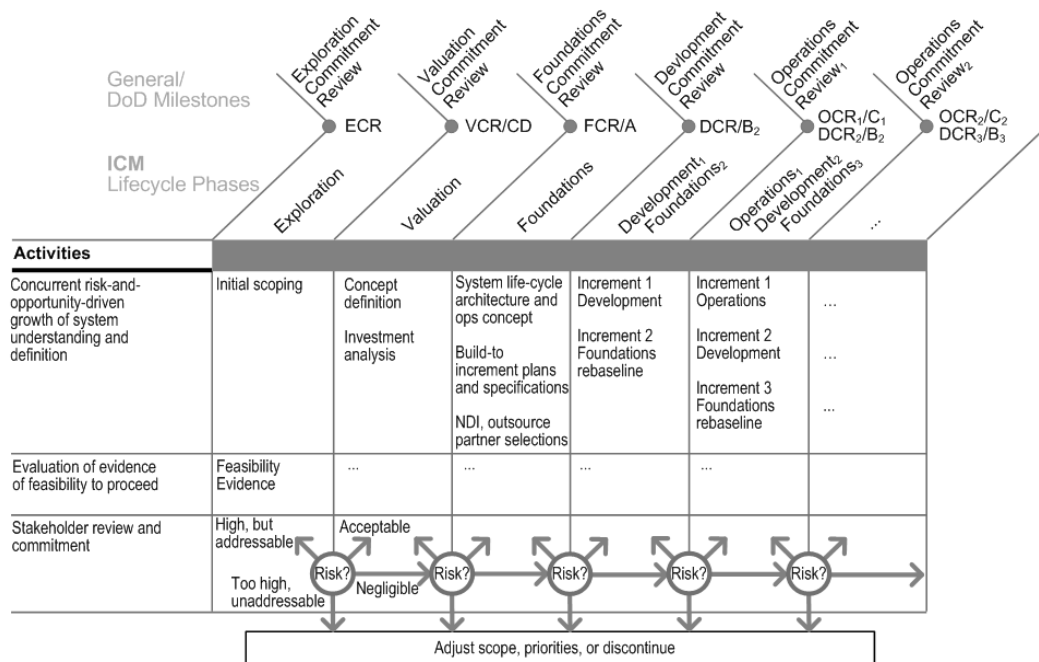 General/
DoD Milestones
Exploration
Commitment
Review
Valuation
Commitment
Review
Foundations
Commitment
Review
Development
Commitment
Review
Operations
Commitment
Review₁
Operations
Commitment
Review₂
ECR
VCR/CD
FCR/A
DCR/B₂
OCR₁/C₁
DCR₂/B₂
OCR₂/C₂
DCR₃/B₃
ICM
Lifecycle Phases
Exploration
Valuation
Foundations
Development₁
Foundations₂
Operations₁
Development₂
Foundations₃
...
Activities
Concurrent risk-and-
opportunity-driven
growth of system
understanding and
definition
Initial scoping
Concept
definition
Investment
analysis
System life-cycle
architecture and
ops concept
Build-to
increment plans
and specifications
NDI, outsource
partner selections
Increment 1
Development
Increment 2
Foundations
rebaseline
Increment 1
Operations
Increment 2
Development
Increment 3
Foundations
rebaseline
...
...
...
Evaluation of evidence
of feasibility to proceed
Feasibility
Evidence
...
...
...
...
Stakeholder review and
commitment
High, but
addressable
Acceptable
Too high,
unaddressable
Negligible
Risk?
Risk?
Risk?
Risk?
Risk?
Adjust scope, priorities, or discontinue